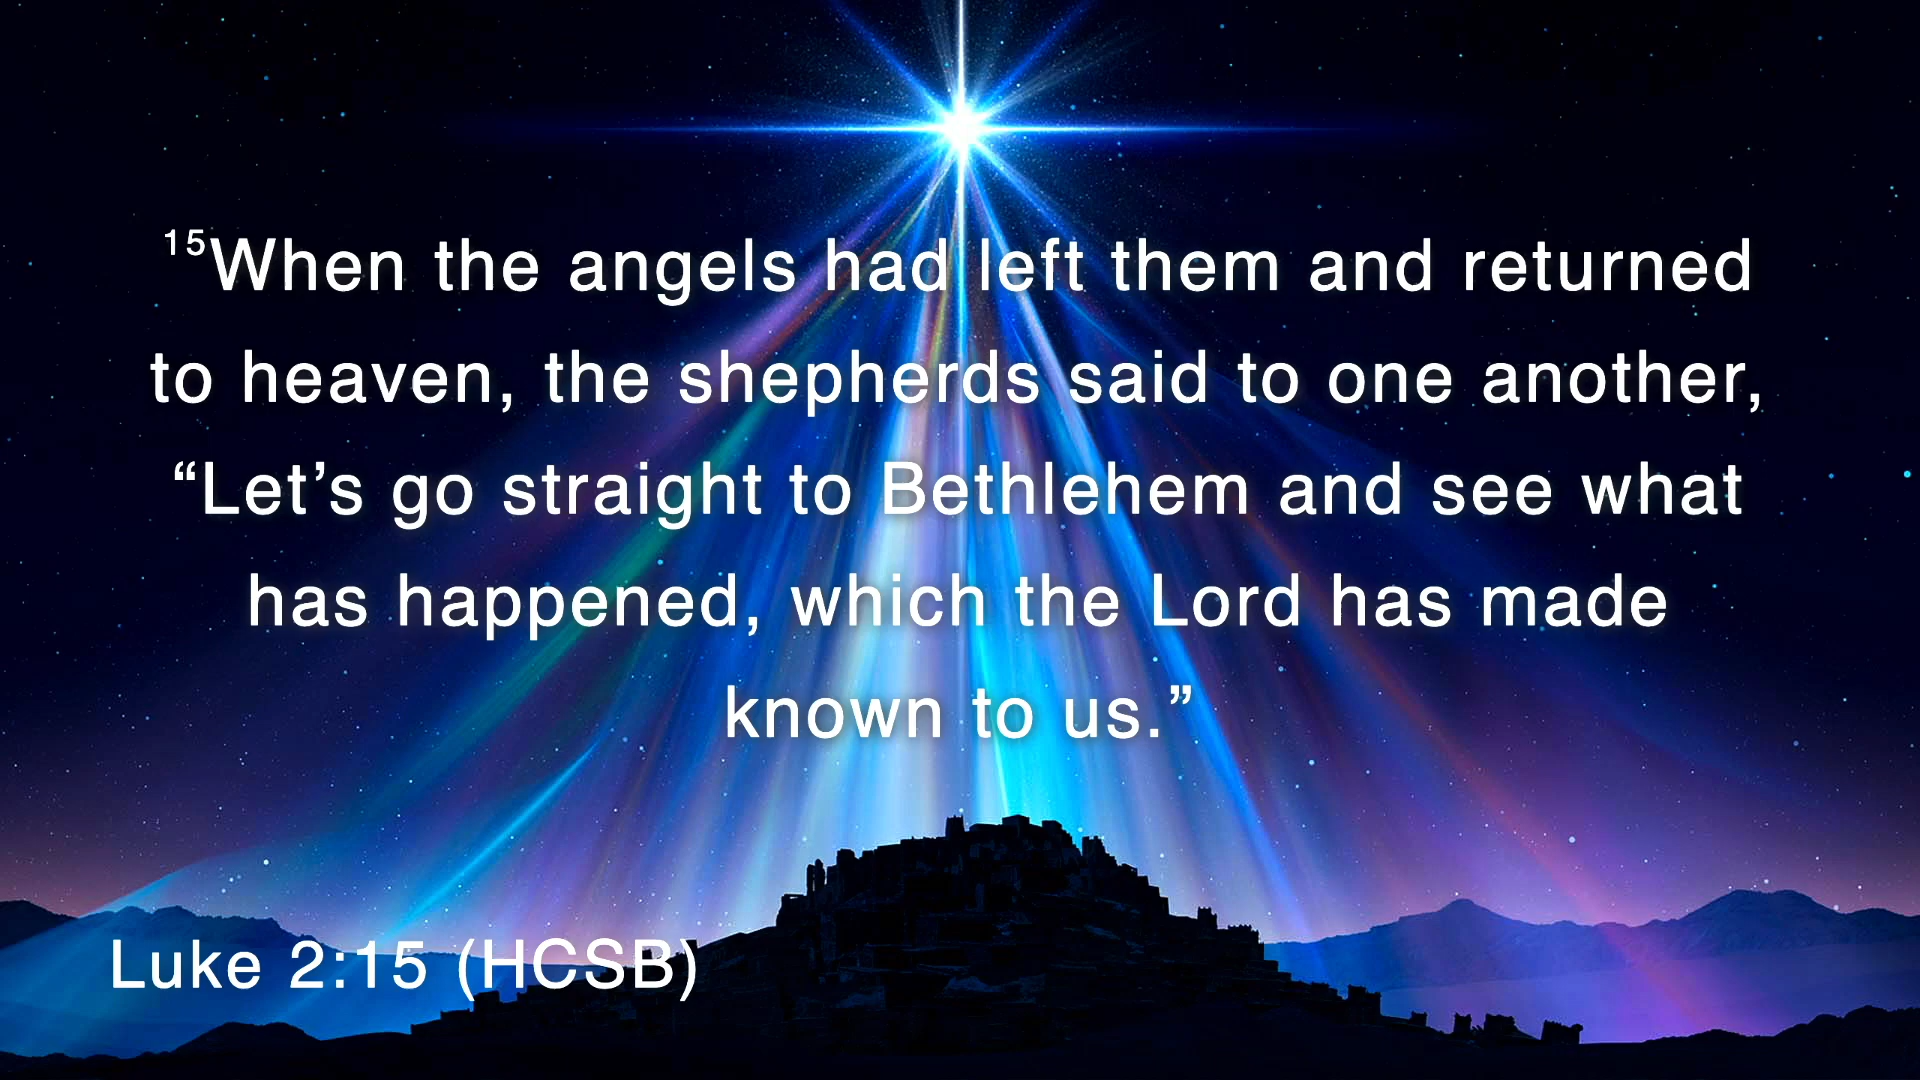 ¹⁵When the angels had left them and returned
to heaven, the shepherds said to one another,
“Let’s go straight to Bethlehem and see what
has happened, which the Lord has made
known to us.”
Luke 2:15 (HCSB)